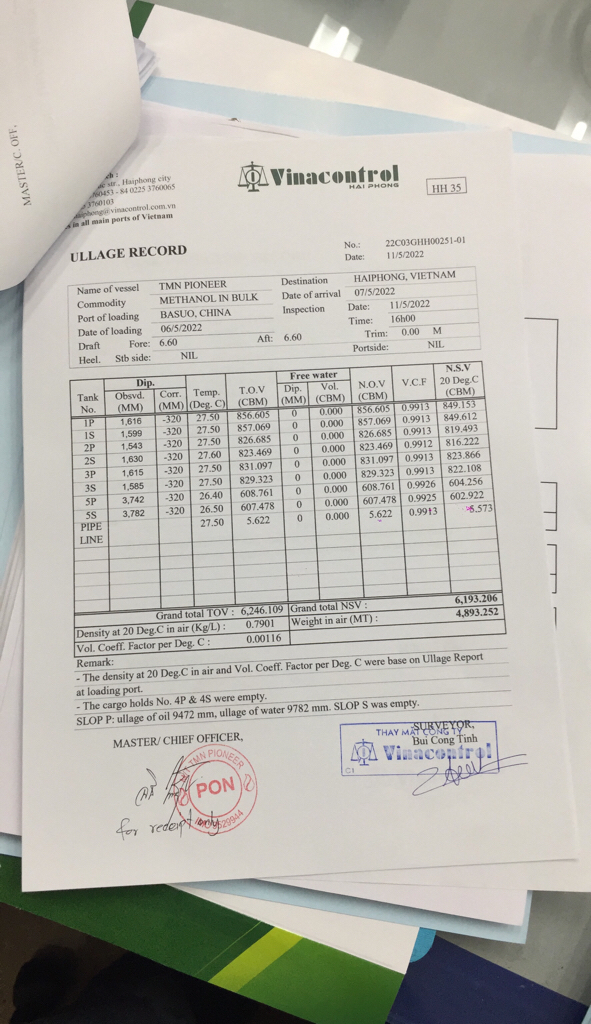 MASTER/C. OFF,
str., Haiphong city
60453 - 84 0225 3760065
3760103
haiphong@vinacontrol.com.vn
in all main ports of Vietnam
Vinacontrol
HAI PHONG
HH 35
ULLAGE RECORD
No.: 22C03GHH00251-01
Date: 11/5/2022
Name of vessel TMN PIONEER Destination HAIPHONG, VIETNAM
Commodity METHANOL IN BULK Date of arrival 07/5/2022
Port of loading BASUO, CHINA Inspection Date: 11/5/2022
Date of loading 06/5/2022 Time: 16h00
Draft Fore: 6.60 Aft: 6.60 Trim: 0.00 M
Heel. Stb side: NIL Portside: NIL
Tank No. Dip. Obsvd. (MM) Corr. (MM) Temp. (Deg. C) T.O.V (CBM) Free water Dip. (MM) Vol. (CBM) N.O.V (CBM) V.C.F N.S.V 20 Deg.C (CBM)
1P 1,616 -320 27.50 856.605 0 0.000 856.605 0.9913 849.153
1S 1,599 -320 27.50 857.069 0 0.000 857.069 0.9913 849.612
2P 1,543 -320 27.50 826.685 0 0.000 826.685 0.9913 819.493
2S 1,630 -320 27.60 823.469 0 0.000 823.469 0.9912 816.222
3P 1,615 -320 27.50 831.097 0 0.000 831.097 0.9913 823.866
3S 1,585 -320 27.50 829.323 0 0.000 829.323 0.9913 822.108
5P 3,742 -320 26.40 608.761 0 0.000 608.761 0.9926 604.256
5S 3,782 -320 26.50 607.478 0 0.000 607.478 0.9925 602.922
PIPE LINE 27.50 5.622 0 0.000 5.622 0.9913 5.573
Grand total TOV : 6,246.109 Grand total NSV : 6,193.206
Density at 20 Deg.C in air (Kg/L) : 0.7901 Weight in air (MT) : 4,893.252
Vol. Coeff. Factor per Deg. C : 0.00116
Remark:
- The density at 20 Deg.C in air and Vol. Coeff. Factor per Deg. C were base on Ullage Report
at loading port.
- The cargo holds No. 4P & 4S were empty.
SLOP P: ullage of oil 9472 mm, ullage of water 9782 mm. SLOP S was empty.
MASTER/ CHIEF OFFICER,
SURVEYOR,
THAY MẶT CÔNG TY
Bui Cong Tinh
Vinacontrol
C1
TMN PIONEER
PON
for receipt only